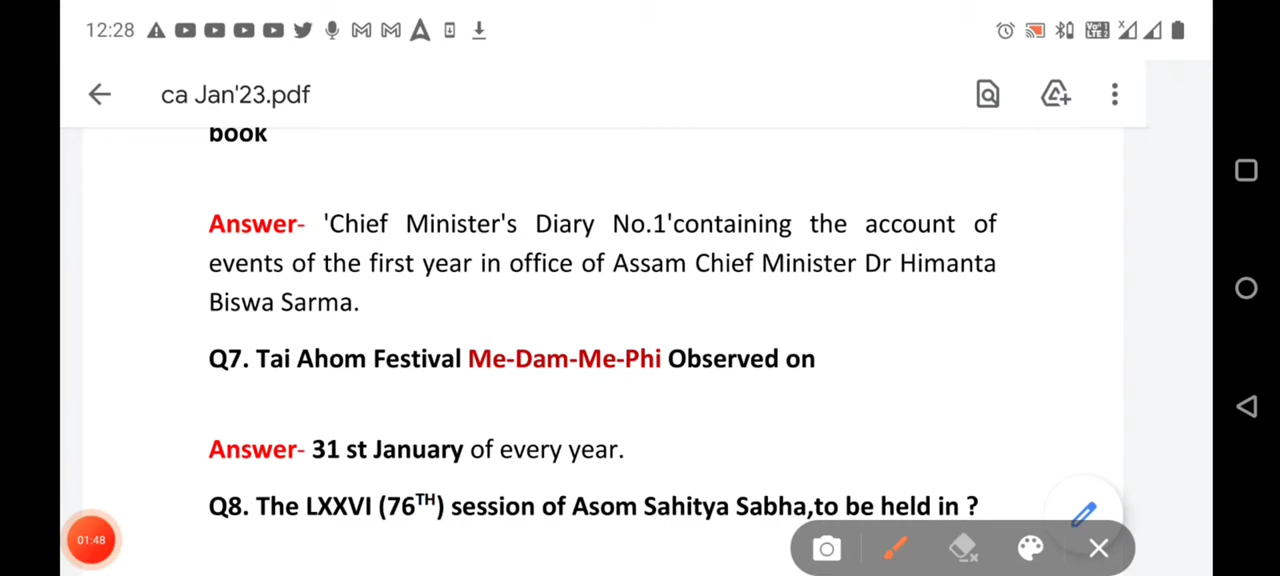 12:28
ca Jan'23.pdf
book
Answer- 'Chief Minister's Diary No.1'containing the account of
events of the first year in office of Assam Chief Minister Dr Himanta
Biswa Sarma.
Q7. Tai Ahom Festival Me-Dam-Me-Phi Observed on
Answer- 31 st January of every year.
Q8. The LXXVI (76TH) session of Asom Sahitya Sabha,to be held in ?
01:48